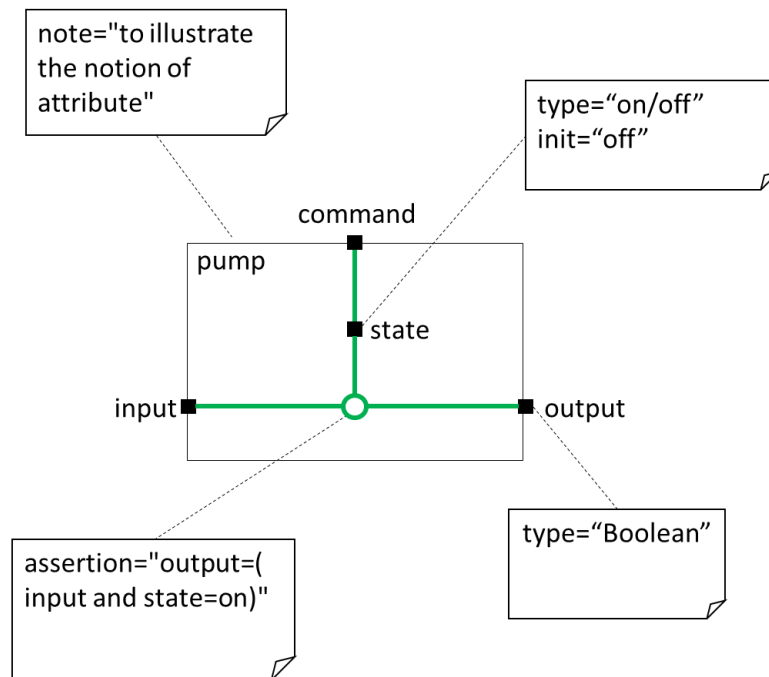 note="to illustrate
the notion of
attribute"
type=“on/off”
init=“off”
command
pump
state
input
output
assertion="output=(
input and state=on)"
type=“Boolean”